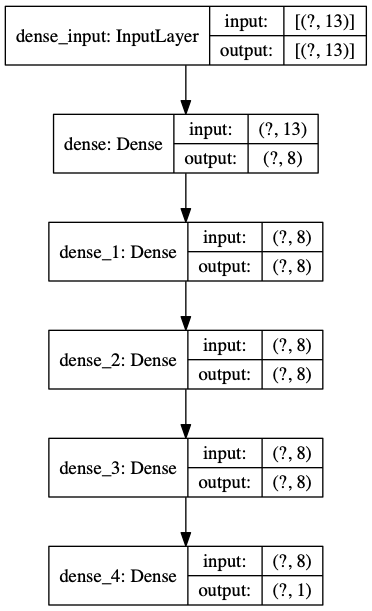 dense_input: InputLayer
input: [(?, 13)]
output: [(?, 13)]
dense: Dense
input: (?, 13)
output: (?, 8)
dense_1: Dense
input: (?, 8)
output: (?, 8)
dense_2: Dense
input: (?, 8)
output: (?, 8)
dense_3: Dense
input: (?, 8)
output: (?, 8)
dense_4: Dense
input: (?, 8)
output: (?, 1)